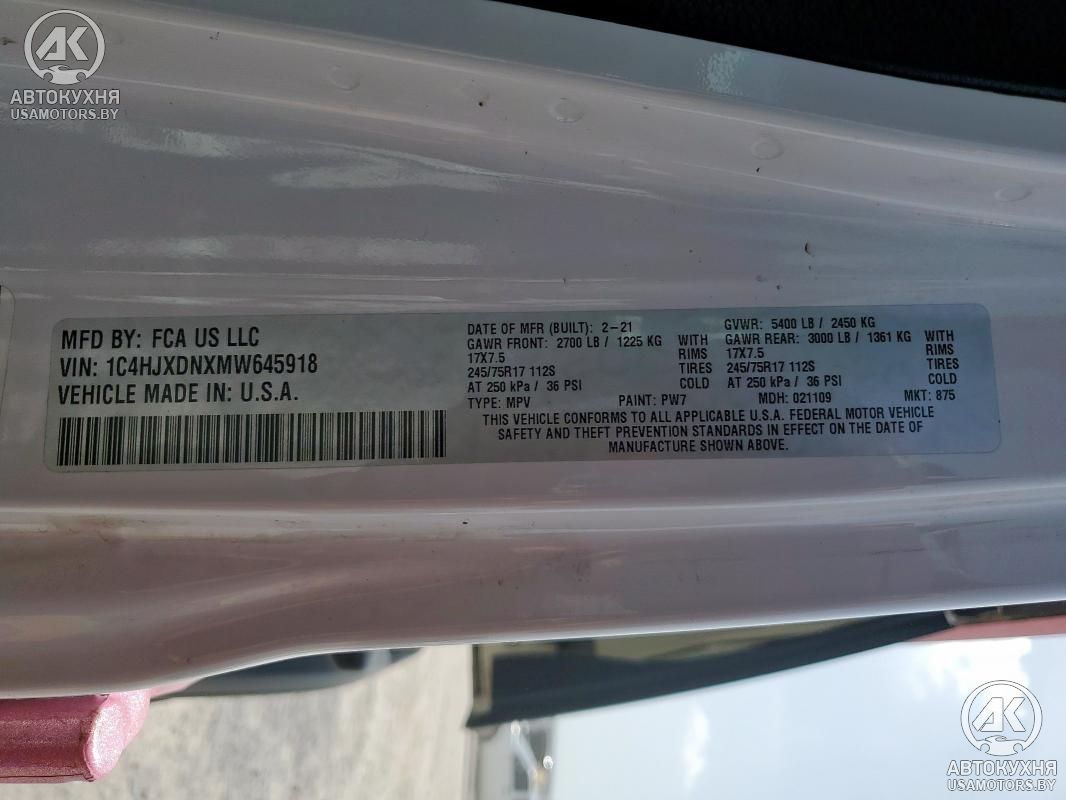 АК
АВТОКУХНЯ
USAMOTORS.BY
MFD BY: FCA US LLC
VIN: 1C4HJXDNXMW645918
VEHICLE MADE IN: U.S.A.
DATE OF MFR (BUILT): 2-21 GVWR: 5400 LB / 2450 KG
GAWR FRONT: 2700 LB / 1225 KG WITH GAWR REAR: 3000 LB / 1361 KG WITH
17X7.5 RIMS 17X7.5 RIMS
245/75R17 112S TIRES 245/75R17 112S TIRES
AT 250 kPa / 36 PSI COLD AT 250 kPa / 36 PSI COLD
TYPE: MPV PAINT: PW7 MDH: 021109 MKT: 875
THIS VEHICLE CONFORMS TO ALL APPLICABLE U.S.A. FEDERAL MOTOR VEHICLE
SAFETY AND THEFT PREVENTION STANDARDS IN EFFECT ON THE DATE OF
MANUFACTURE SHOWN ABOVE.
АК
АВТОКУХНЯ
USAMOTORS.BY